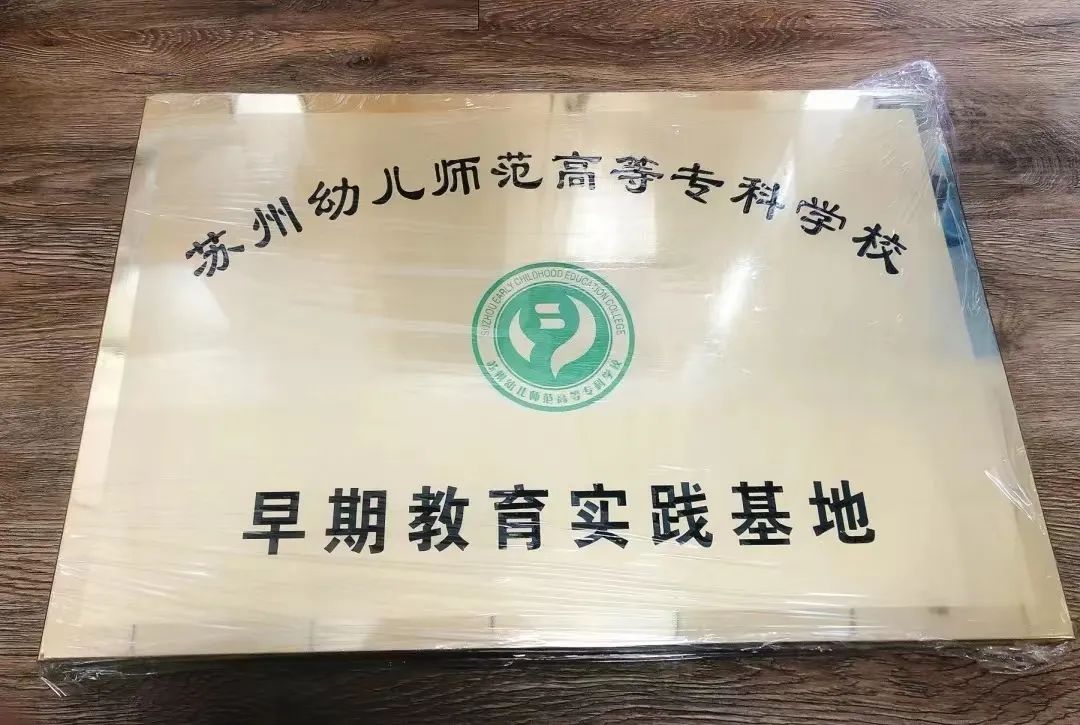 苏州幼儿师范高等专科学校
SUZHOU EARLY CHILDHOOD EDUCATION COLLEGE
苏州幼儿师范高等专科学校
早期教育实践基地